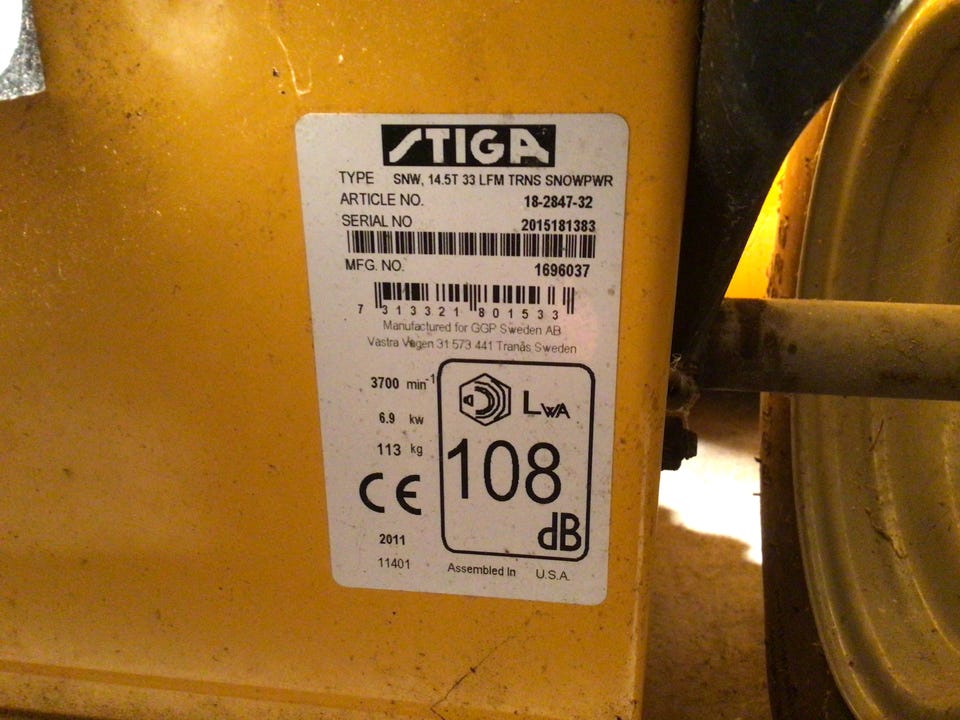 STIGA
TYPE SNW, 14.5T 33 LFM TRNS SNOWPWR
ARTICLE NO. 18-2847-32
SERIAL NO 2015181383
MFG. NO. 1696037
7 313321 801533
Manufactured for GGP Sweden AB
Vastra Vagen 31 573 441 Tranås Sweden
3700 min-1
6.9 kw
113 kg
LWA
108
dB
CE
2011
11401
Assembled In U.S.A.